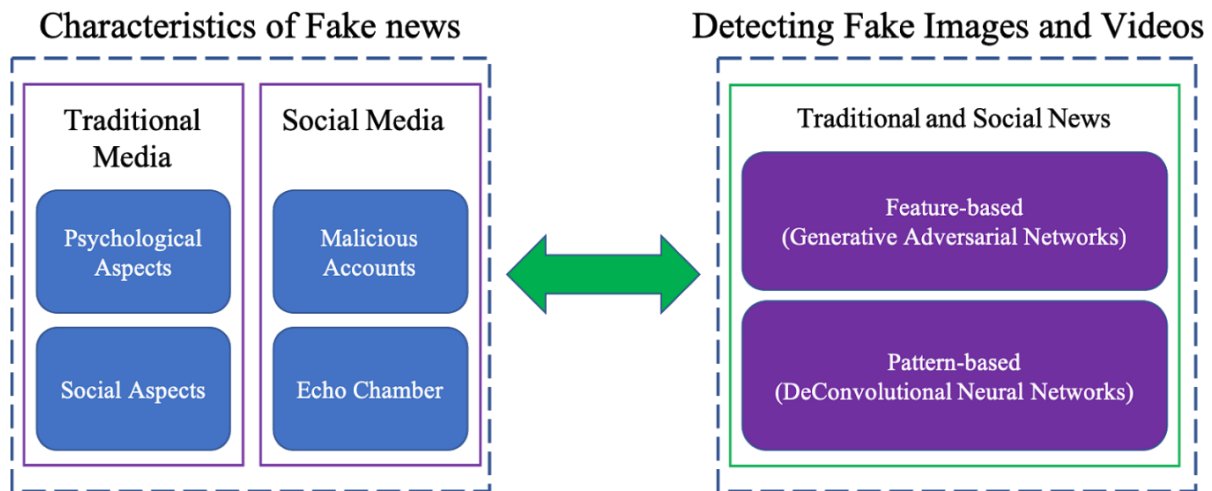 Characteristics of Fake news
Traditional
Media
Psychological
Aspects
Social Aspects
Social Media
Malicious
Accounts
Echo Chamber
Detecting Fake Images and Videos
Traditional and Social News
Feature-based
(Generative Adversarial Networks)
Pattern-based
(DeConvolutional Neural Networks)